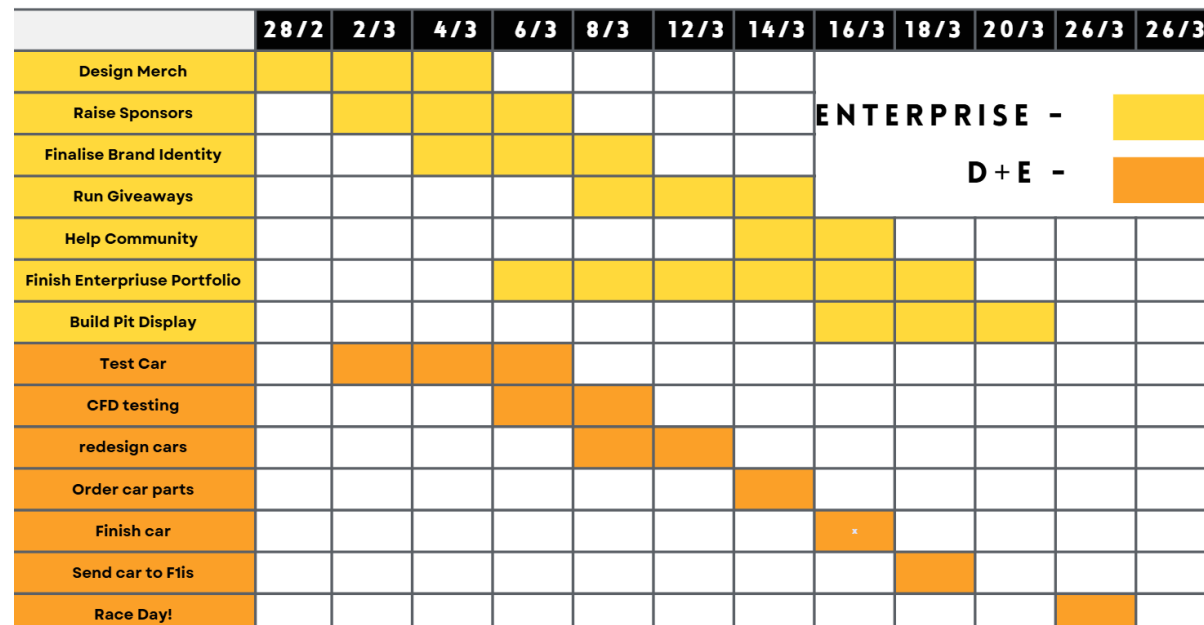 28/2 2/3 4/3 6/3 8/3 12/3 14/3 16/3 18/3 20/3 26/3 26/3
Design Merch
Raise Sponsors
ENTERPRISE -
Finalise Brand Identity
D+E -
Run Giveaways
Help Community
Finish Enterpriuse Portfolio
Build Pit Display
Test Car
CFD testing
redesign cars
Order car parts
Finish car x
Send car to F1is
Race Day!